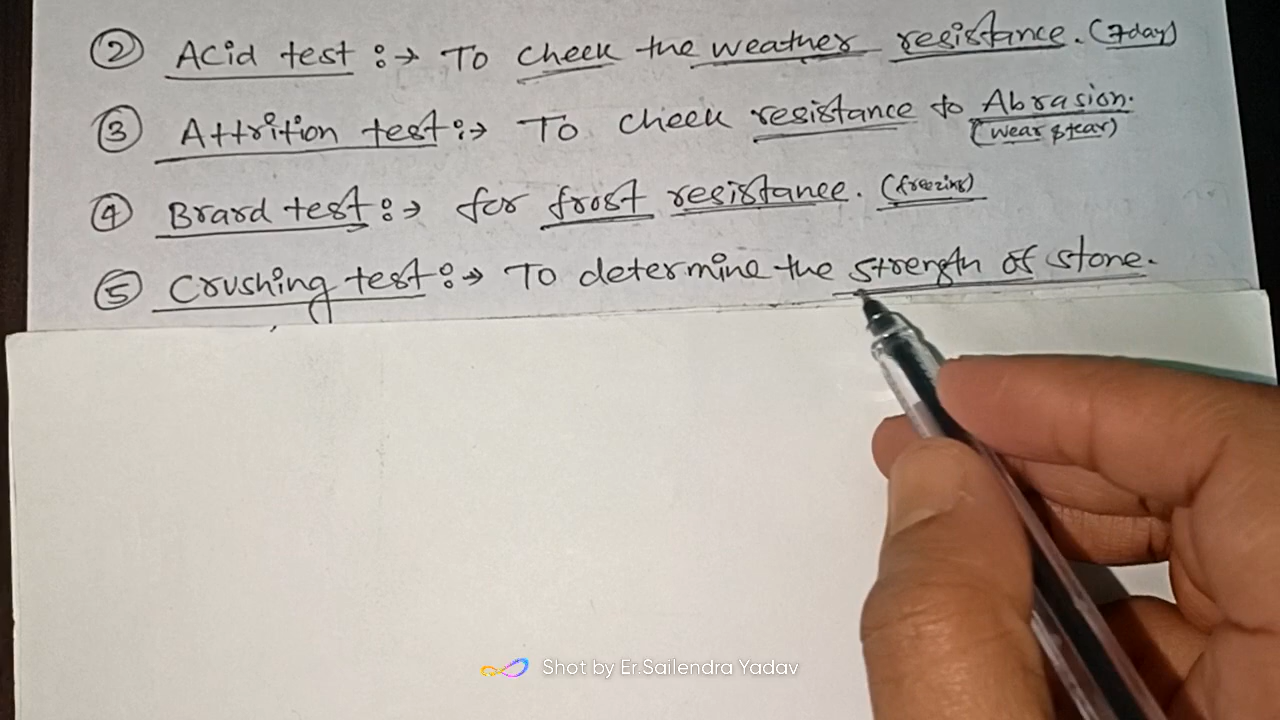 ② Acid test :→ To check the weather resistance. (7day)
③ Attrition test :→ To check resistance to Abrasion.
(wear & tear)
④ Brard test :→ for frost resistance. (freezing)
⑤ Crushing test :→ To determine the strength of stone.
Shot by Er.Sailendra Yadav